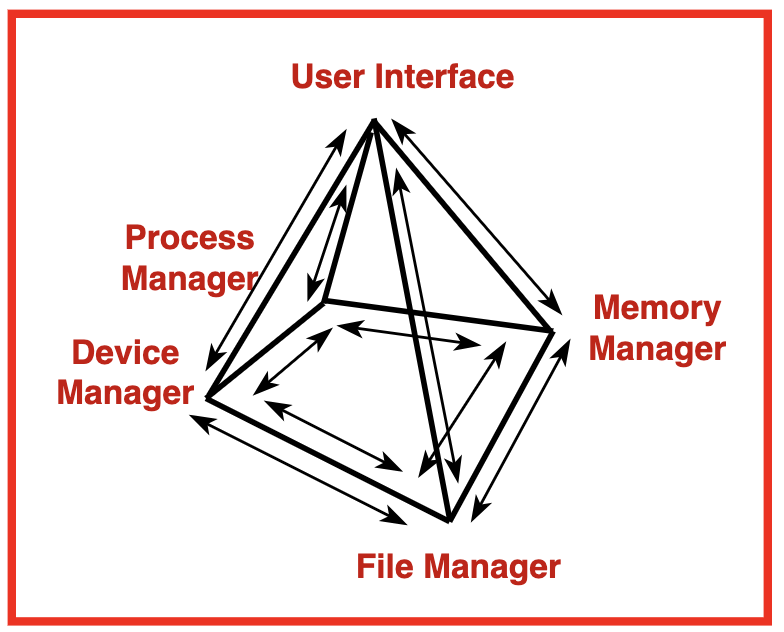 User Interface
Process
Manager
Memory
Manager
Device
Manager
File Manager